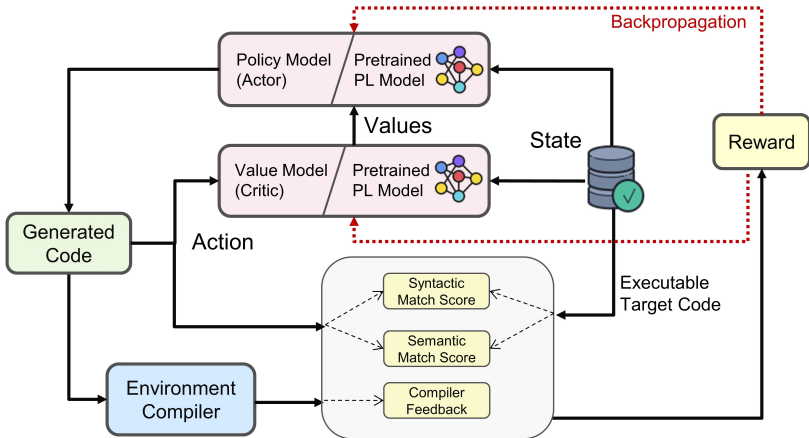 Backpropagation
Policy Model
(Actor)
Pretrained
PL Model
Values
State
Reward
Value Model
(Critic)
Pretrained
PL Model
Generated
Code
Action
Syntactic
Match Score
Executable
Target Code
Semantic
Match Score
Environment
Compiler
Compiler
Feedback